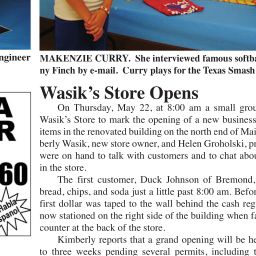 ngineer
MAKENZIE CURRY. She interviewed famous softba
ny Finch by e-mail. Curry plays for the Texas Smash
Wasik's Store Opens
On Thursday, May 22, at 8:00 am a small grou
Wasik's Store to mark the opening of a new business
items in the renovated building on the north end of Mai
berly Wasik, new store owner, and Helen Groholski, pr
were on hand to talk with customers and to chat abou
in the store.
The first customer, Duck Johnson of Bremond,
bread, chips, and soda just a little past 8:00 am. Befor
first dollar was taped to the wall behind the cash regi
now stationed on the right side of the building when fa
counter at the back of the store.
Kimberly reports that a grand opening will be he
to three weeks pending several permits, including t
A
R
60
Habla
spanol